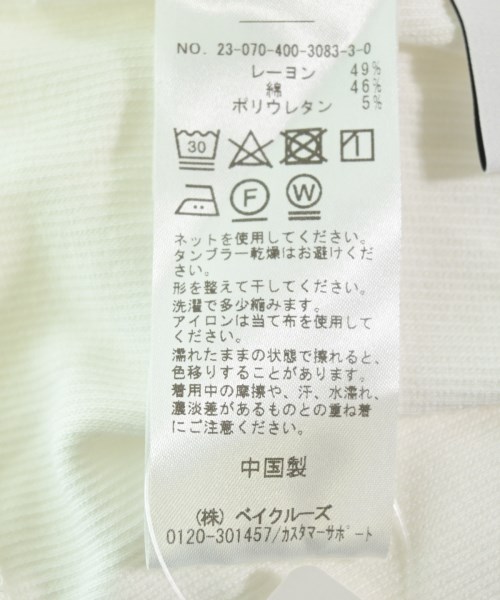 NO. 23-070-400-3083-3-0
レーヨン 49%
綿 46%
ポリウレタン 5%
30
F W
ネットを使用してください。
タンブラー乾燥はお避けくだ
さい。
形を整えて干してください。
洗濯で多少縮みます。
アイロンは当て布を使用して
ください。
濡れたままの状態で擦れると、
色移りすることがあります。
着用中の摩擦や、汗、水濡れ、
濃淡差があるものとの重ね着
にご注意ください。
中国製
(株) ベイクルーズ
0120-301457/ｶｽﾀﾏｰｻﾎﾟｰﾄ